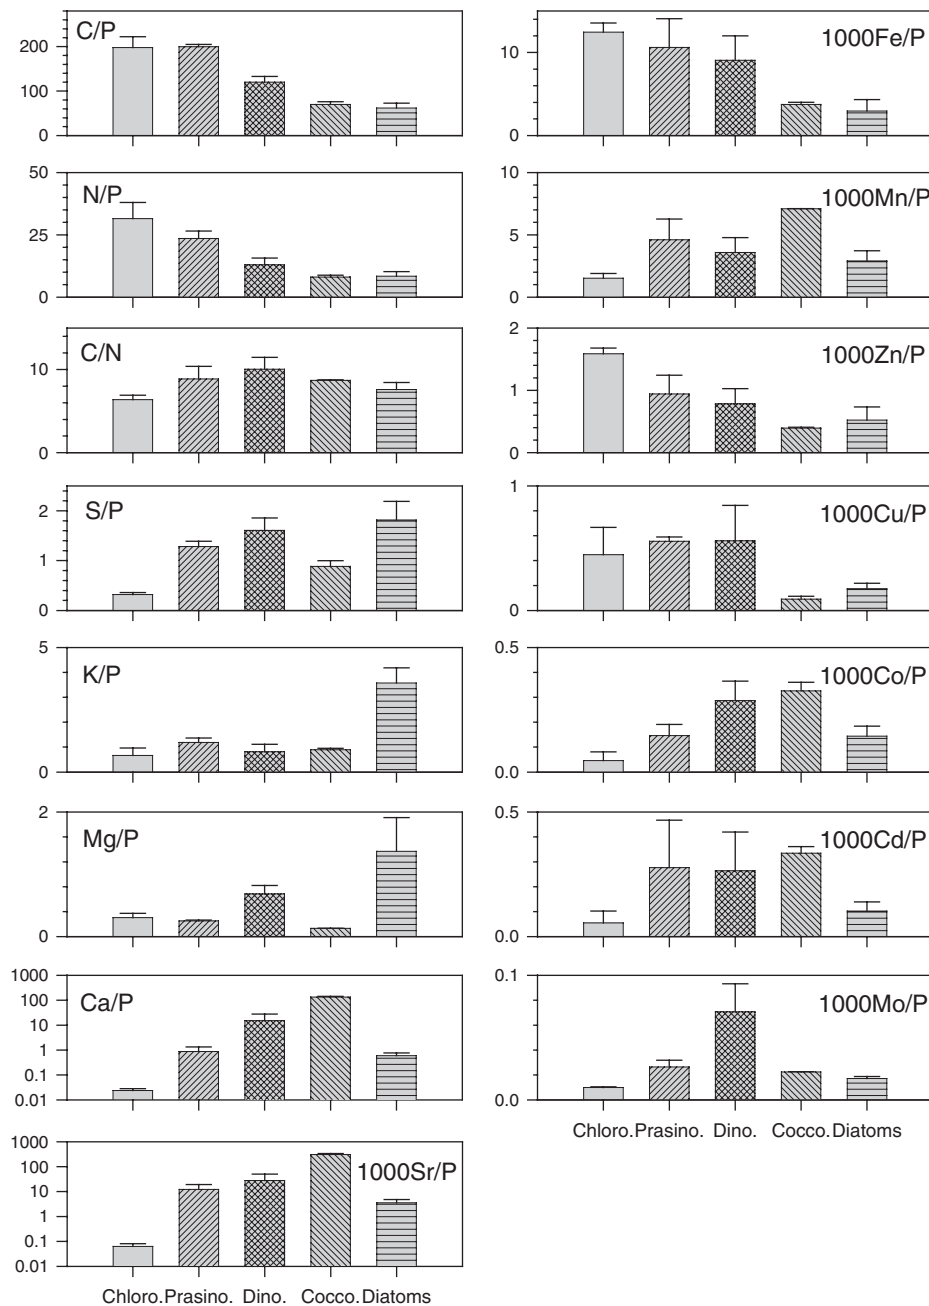 C/P
200
100
0
N/P
50
25
0
C/N
10
0
S/P
2
1
0
K/P
5
0
Mg/P
2
0
Ca/P
1000
100
10
1
0.1
0.01
1000Sr/P
1000
100
10
1
0.1
0.01
Chloro. Prasino. Dino. Cocco. Diatoms
1000Fe/P
10
0
1000Mn/P
10
5
0
1000Zn/P
2
1
0
1000Cu/P
1
0
1000Co/P
0.5
0.0
1000Cd/P
0.5
0.0
1000Mo/P
0.1
0.0
Chloro. Prasino. Dino. Cocco. Diatoms